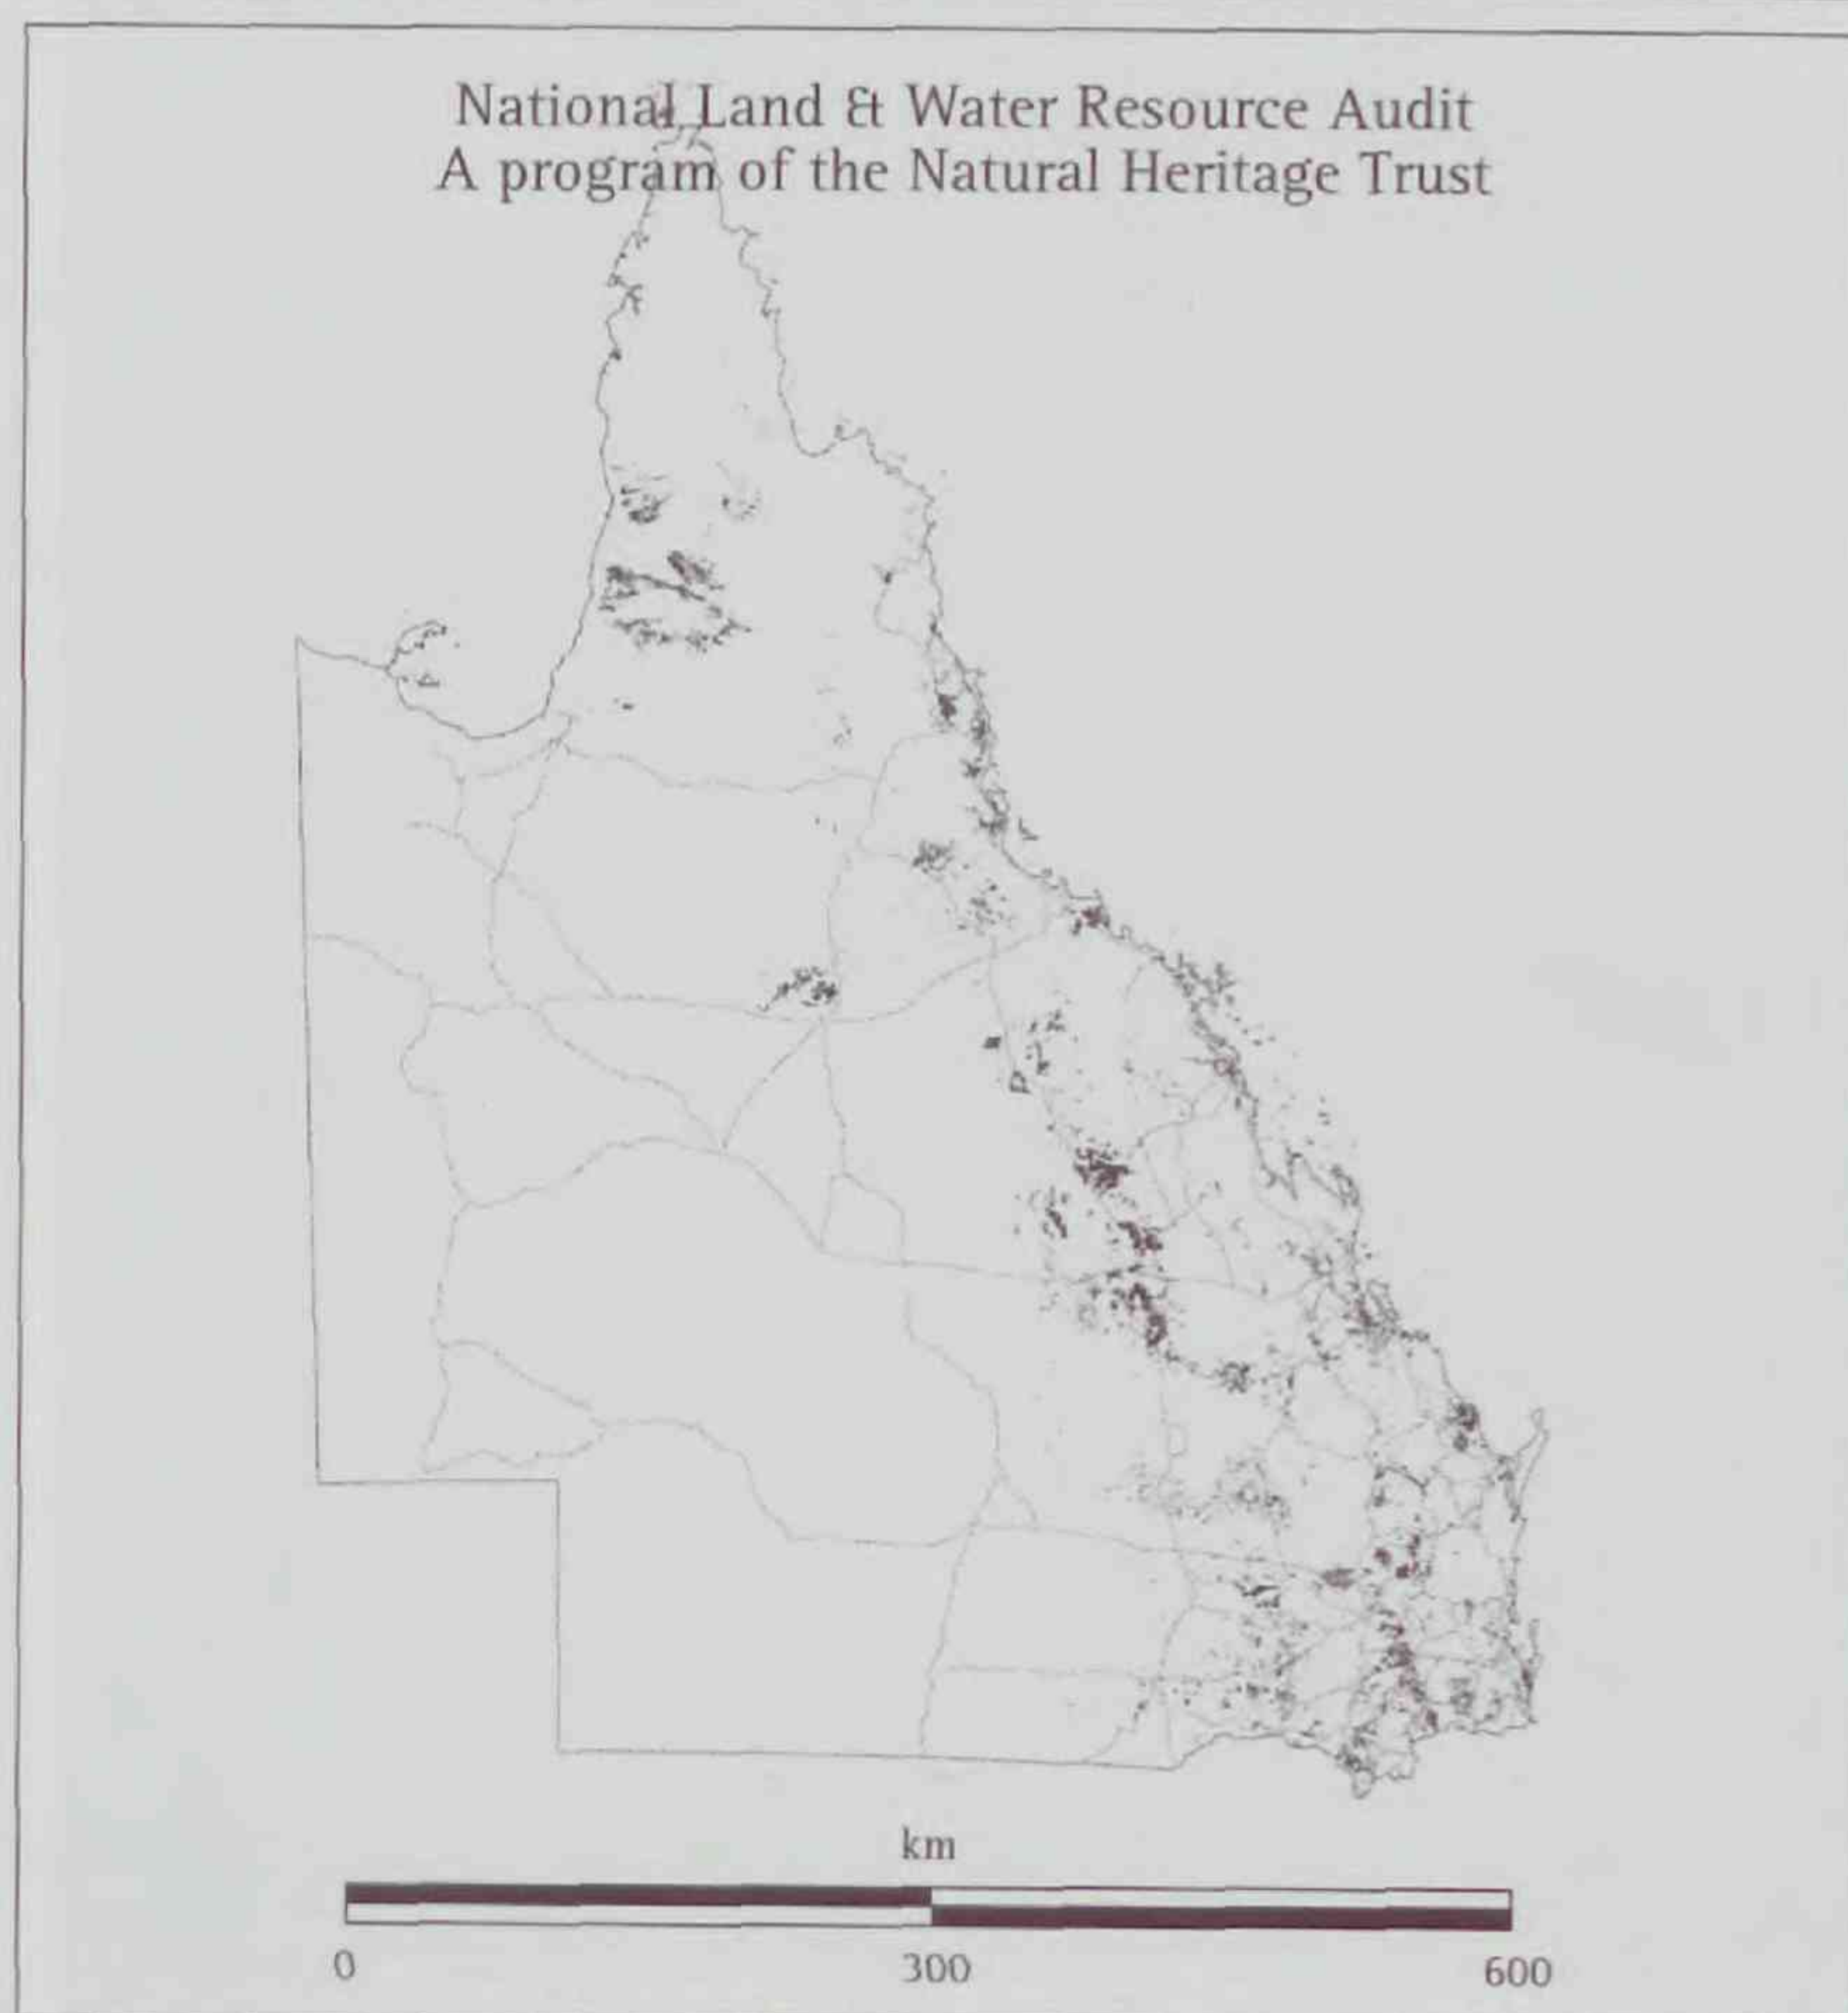 National Land & Water Resource Audit
A program of the Natural Heritage Trust
km
0 300 600